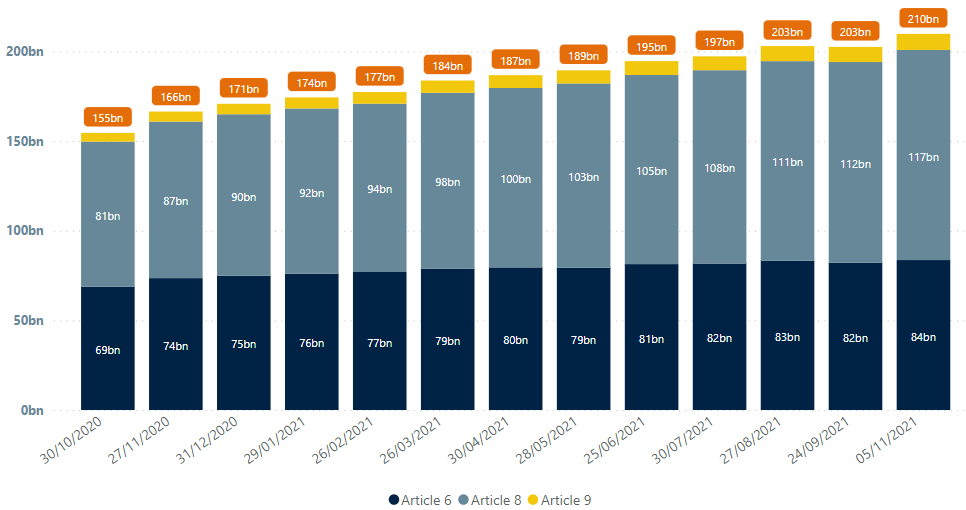 210bn
203bn 203bn
195bn 197bn
184bn 187bn 189bn
171bn 174bn 177bn
155bn 166bn
200bn
150bn
100bn
50bn
0bn
81bn 87bn 90bn 92bn 94bn 98bn 100bn 103bn 105bn 108bn 111bn 112bn 117bn
69bn 74bn 75bn 76bn 77bn 79bn 80bn 79bn 81bn 82bn 83bn 82bn 84bn
30/10/2020 27/11/2020 31/12/2020 29/01/2021 26/02/2021 26/03/2021 30/04/2021 28/05/2021 25/06/2021 30/07/2021 27/08/2021 24/09/2021 05/11/2021
Article 6 Article 8 Article 9